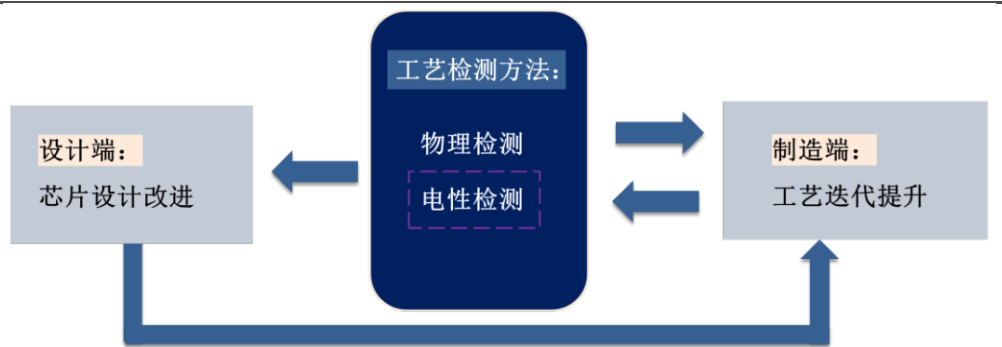 工艺检测方法：
物理检测
电性检测
设计端：
芯片设计改进
制造端：
工艺迭代提升